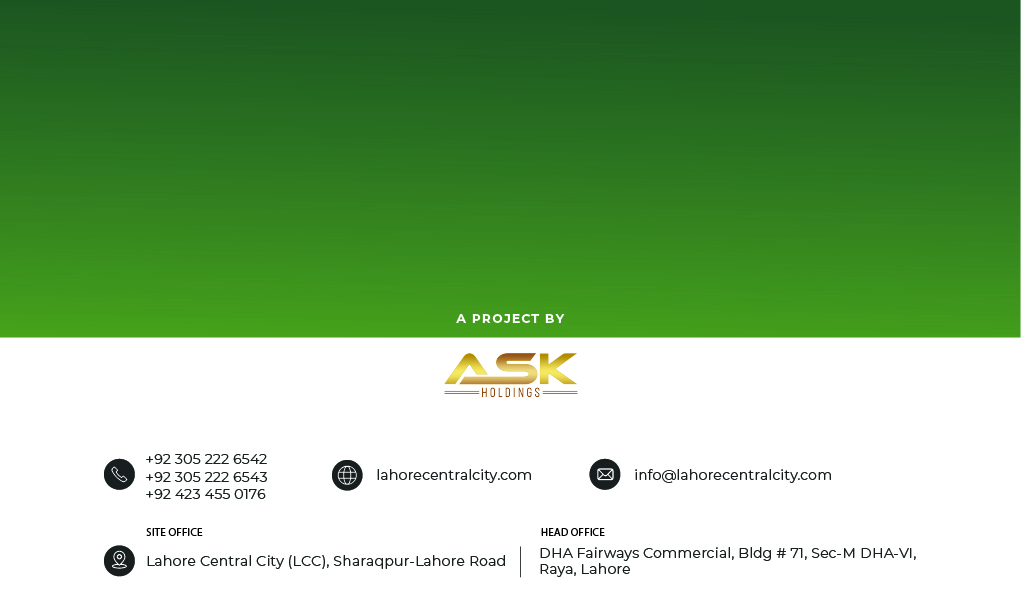 A PROJECT BY
ASK
HOLDINGS
+92 305 222 6542
+92 305 222 6543
+92 423 455 0176
lahorecentralcity.com
info@lahorecentralcity.com
SITE OFFICE
Lahore Central City (LCC), Sharaqpur-Lahore Road
HEAD OFFICE
DHA Fairways Commercial, Bldg # 71, Sec-M DHA-VI,
Raya, Lahore